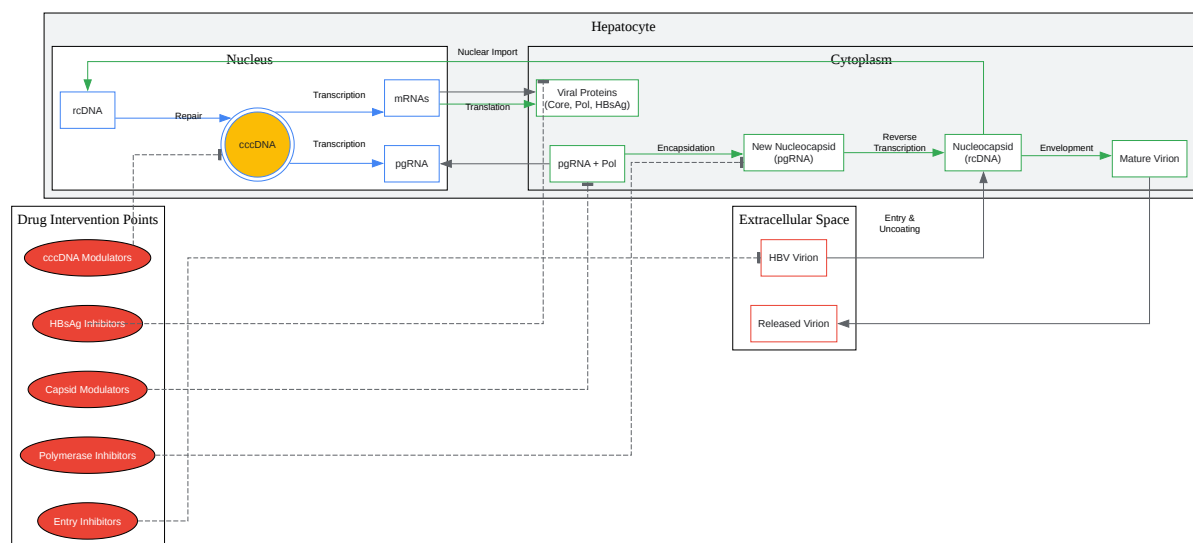 Hepatocyte
Nucleus
Nuclear Import
Cytoplasm
rcDNA
Repair
cccDNA
Transcription
mRNAs
Translation
Viral Proteins
(Core, Pol, HBsAg)
Transcription
pgRNA
pgRNA + Pol
Encapsidation
New Nucleocapsid
(pgRNA)
Reverse
Transcription
Nucleocapsid
(rcDNA)
Envelopment
Mature Virion
Drug Intervention Points
cccDNA Modulators
HBsAg Inhibitors
Capsid Modulators
Polymerase Inhibitors
Entry Inhibitors
Extracellular Space
HBV Virion
Released Virion
Entry &
Uncoating